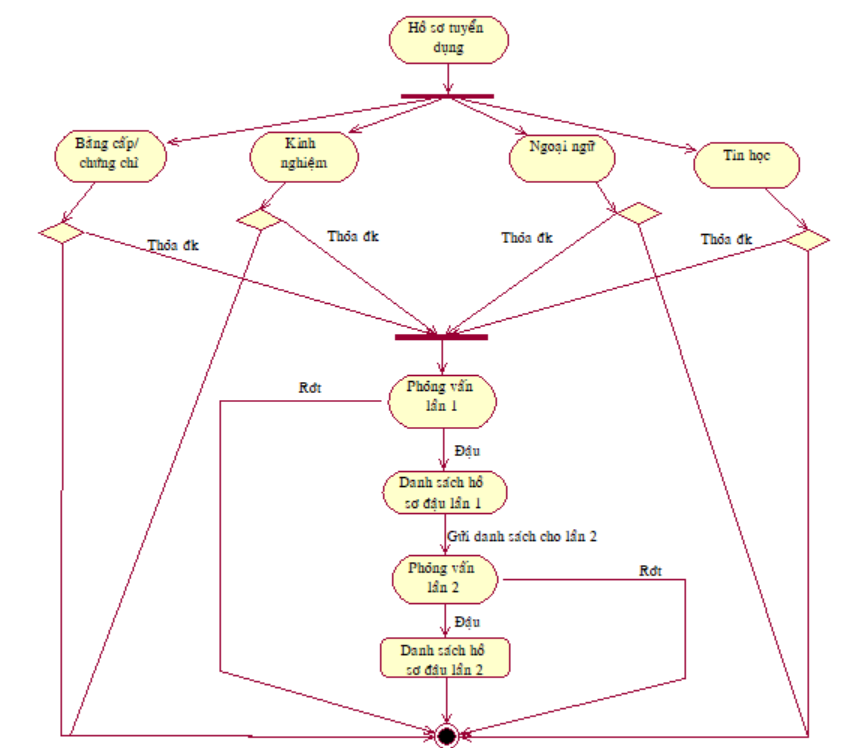 Hồ sơ tuyển
dụng
Bằng cấp/
chứng chỉ
Kinh
nghiệm
Ngoại ngữ
Tin học
Thỏa đk
Thỏa đk
Thỏa đk
Thỏa đk
Rớt
Phỏng vấn
lần 1
Đậu
Danh sách hồ
sơ đậu lần 1
Gửi danh sách cho lần 2
Phỏng vấn
lần 2
Rớt
Đậu
Danh sách hồ
sơ đậu lần 2